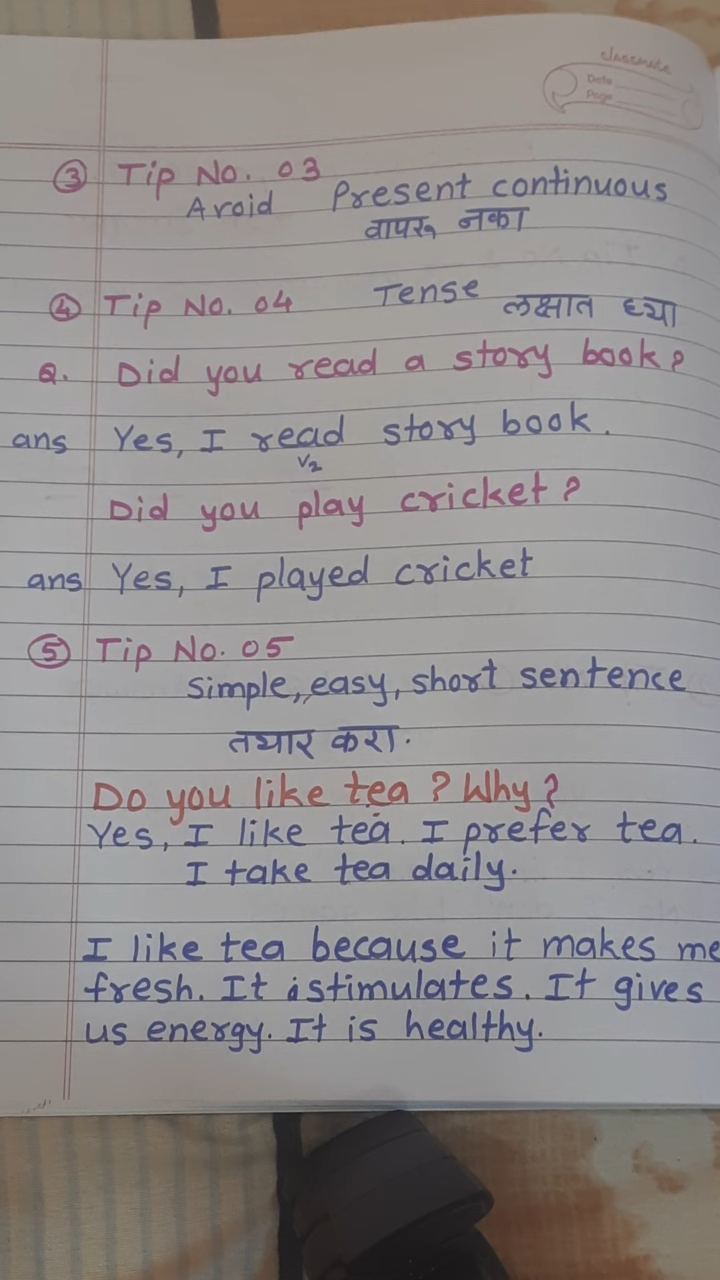 classmate
Date
Page
③ Tip No. 03
Avoid Present continuous
वापरू नका
④ Tip No. 04 Tense लक्षात घ्या
Q. Did you read a story book?
ans Yes, I read story book.
V2
Did you play cricket?
ans Yes, I played cricket
⑤ Tip No. 05
Simple, easy, short sentence
तयार करा.
Do you like tea? Why?
Yes, I like tea. I prefer tea.
I take tea daily.
I like tea because it makes me
fresh. It stimulates. It gives
us energy. It is healthy.